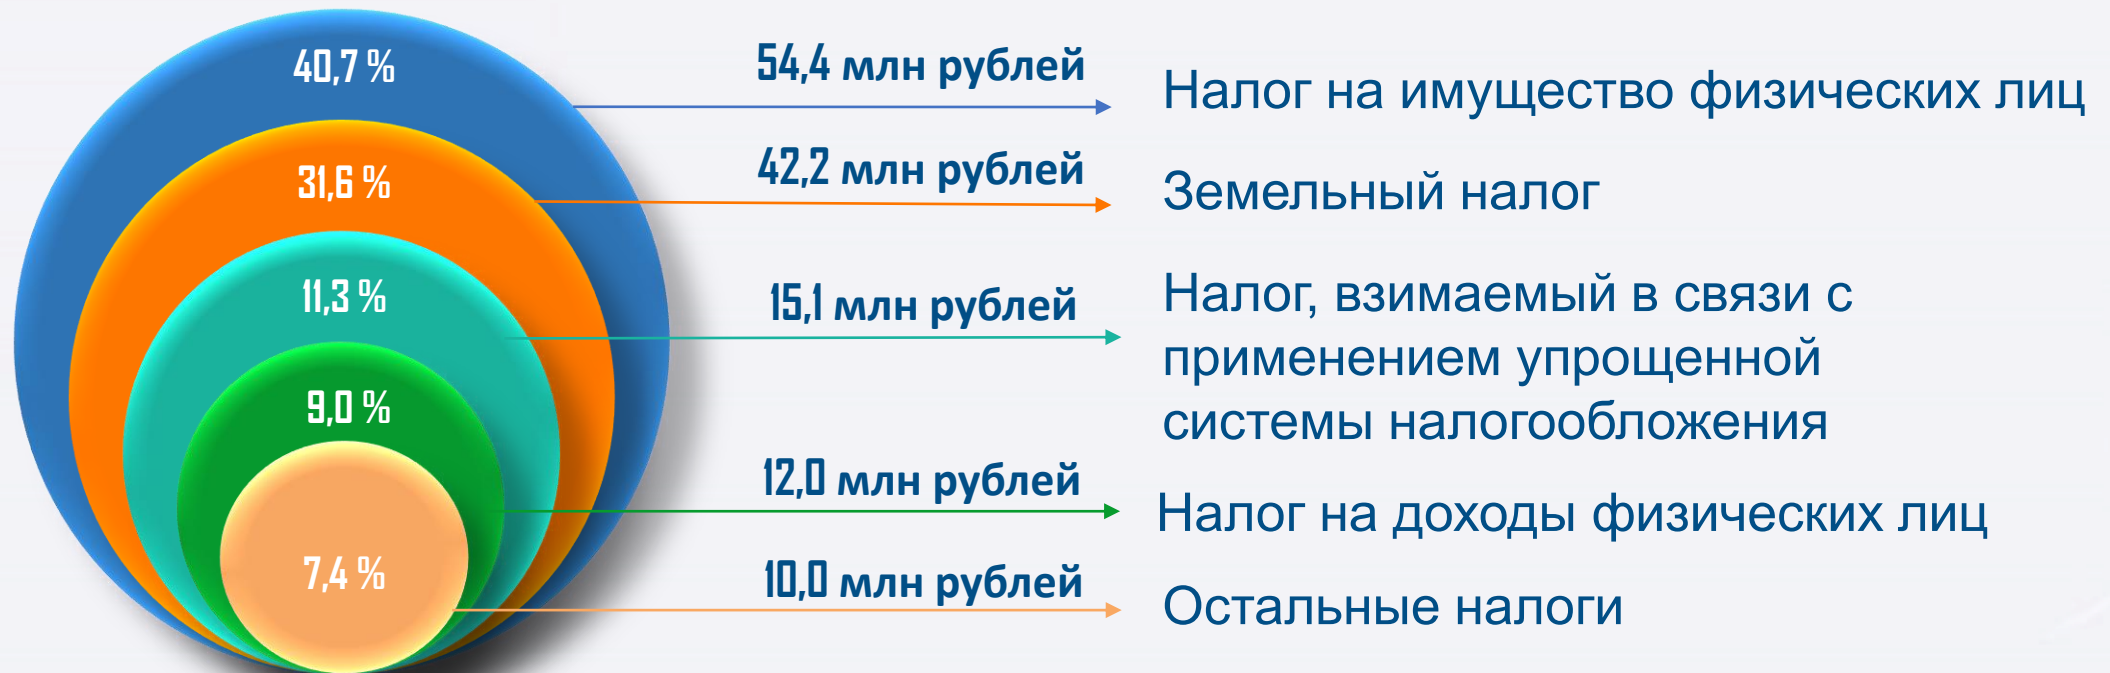 40,7 %
54,4 млн рублей
Налог на имущество физических лиц
31,6 %
42,2 млн рублей
Земельный налог
11,3 %
15,1 млн рублей
Налог, взимаемый в связи с
применением упрощенной
системы налогообложения
9,0 %
12,0 млн рублей
Налог на доходы физических лиц
7,4 %
10,0 млн рублей
Остальные налоги